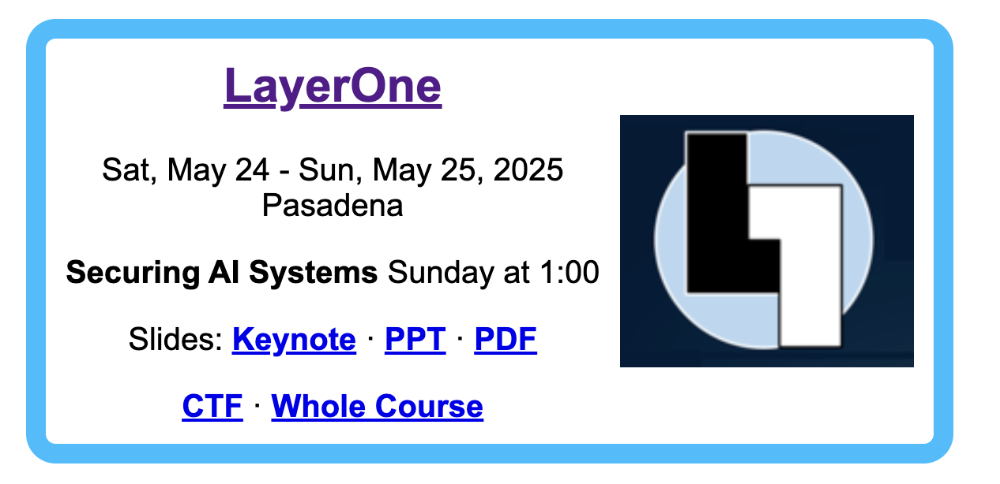 LayerOne
Sat, May 24 - Sun, May 25, 2025
Pasadena
Securing AI Systems Sunday at 1:00
Slides: Keynote · PPT · PDF
CTF · Whole Course